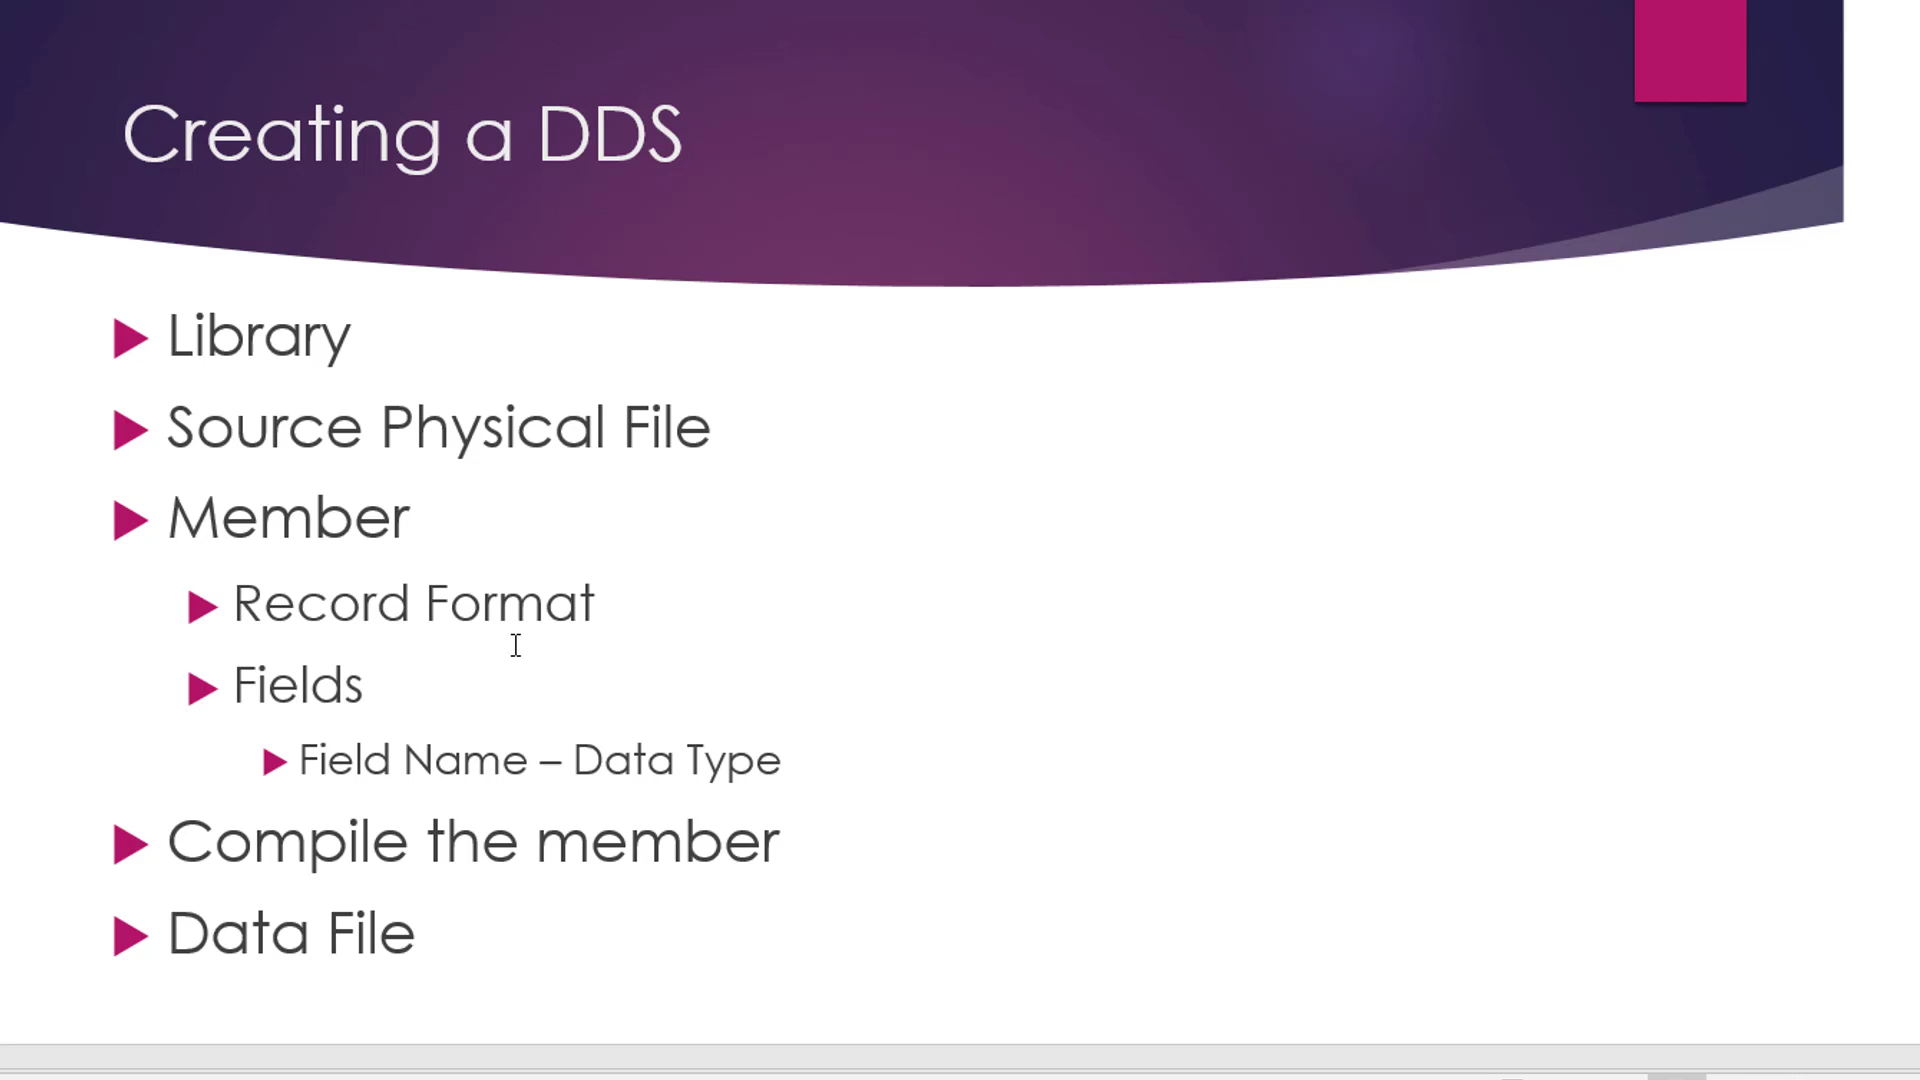 Creating a DDS
Library
Source Physical File
Member
Record Format
Fields
Field Name – Data Type
Compile the member
Data File